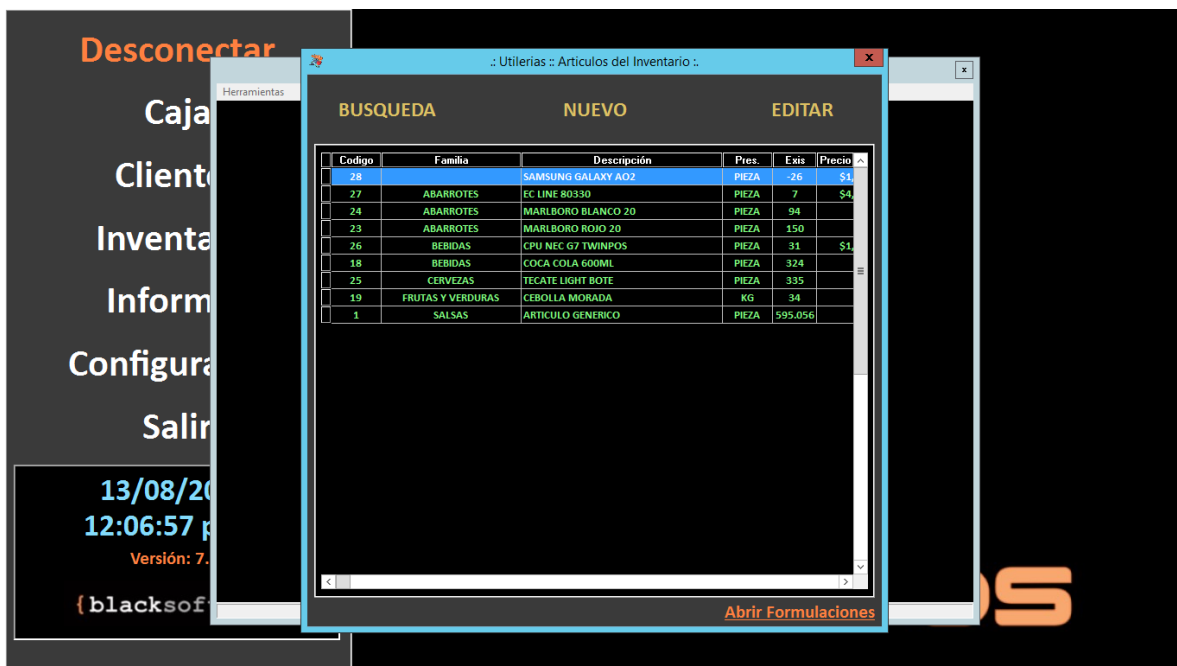 Desconectar
Caja
Cliente
Inventa
Inform
Configura
Salir
13/08/20
12:06:57 p
Versión: 7.
{blacksof
Herramientas
x
.: Utilerias :: Articulos del Inventario :.
x
BUSQUEDA NUEVO EDITAR
Codigo Familia Descripción Pres. Exis Precio
28 SAMSUNG GALAXY AO2 PIEZA -26 $1,
27 ABARROTES EC LINE 80330 PIEZA 7 $4,
24 ABARROTES MARLBORO BLANCO 20 PIEZA 94
23 ABARROTES MARLBORO ROJO 20 PIEZA 150
26 BEBIDAS CPU NEC G7 TWINPOS PIEZA 31 $1,
18 BEBIDAS COCA COLA 600ML PIEZA 324
25 CERVEZAS TECATE LIGHT BOTE PIEZA 335
19 FRUTAS Y VERDURAS CEBOLLA MORADA KG 34
1 SALSAS ARTICULO GENERICO PIEZA 595.056
Abrir Formulaciones
OS